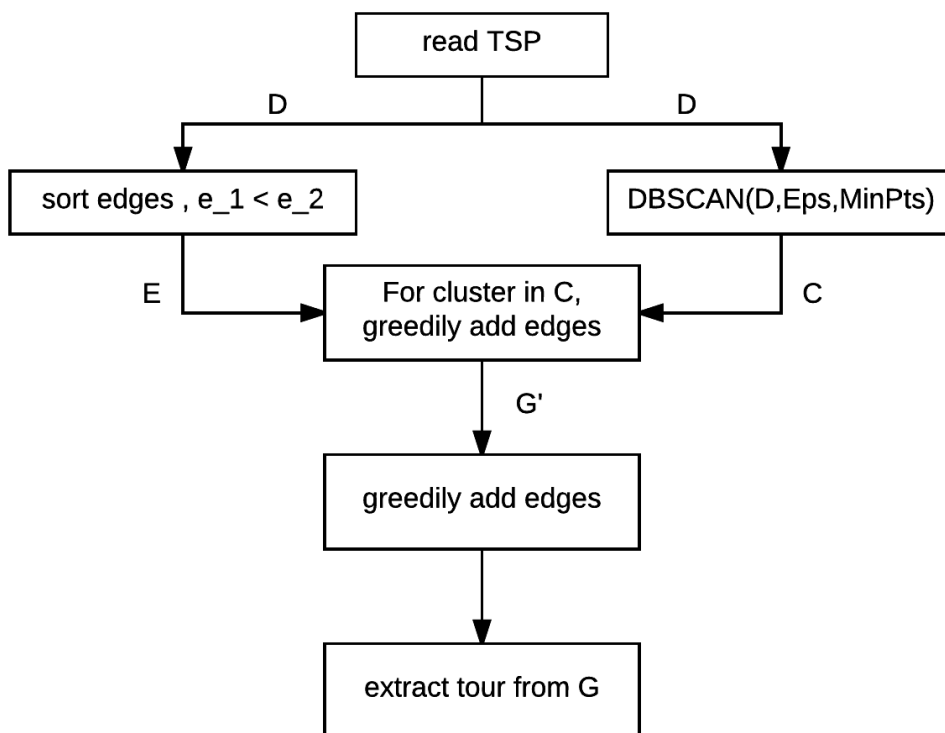 read TSP
D
D
sort edges , e_1 < e_2
DBSCAN(D,Eps,MinPts)
E
For cluster in C,
greedily add edges
C
G'
greedily add edges
extract tour from G